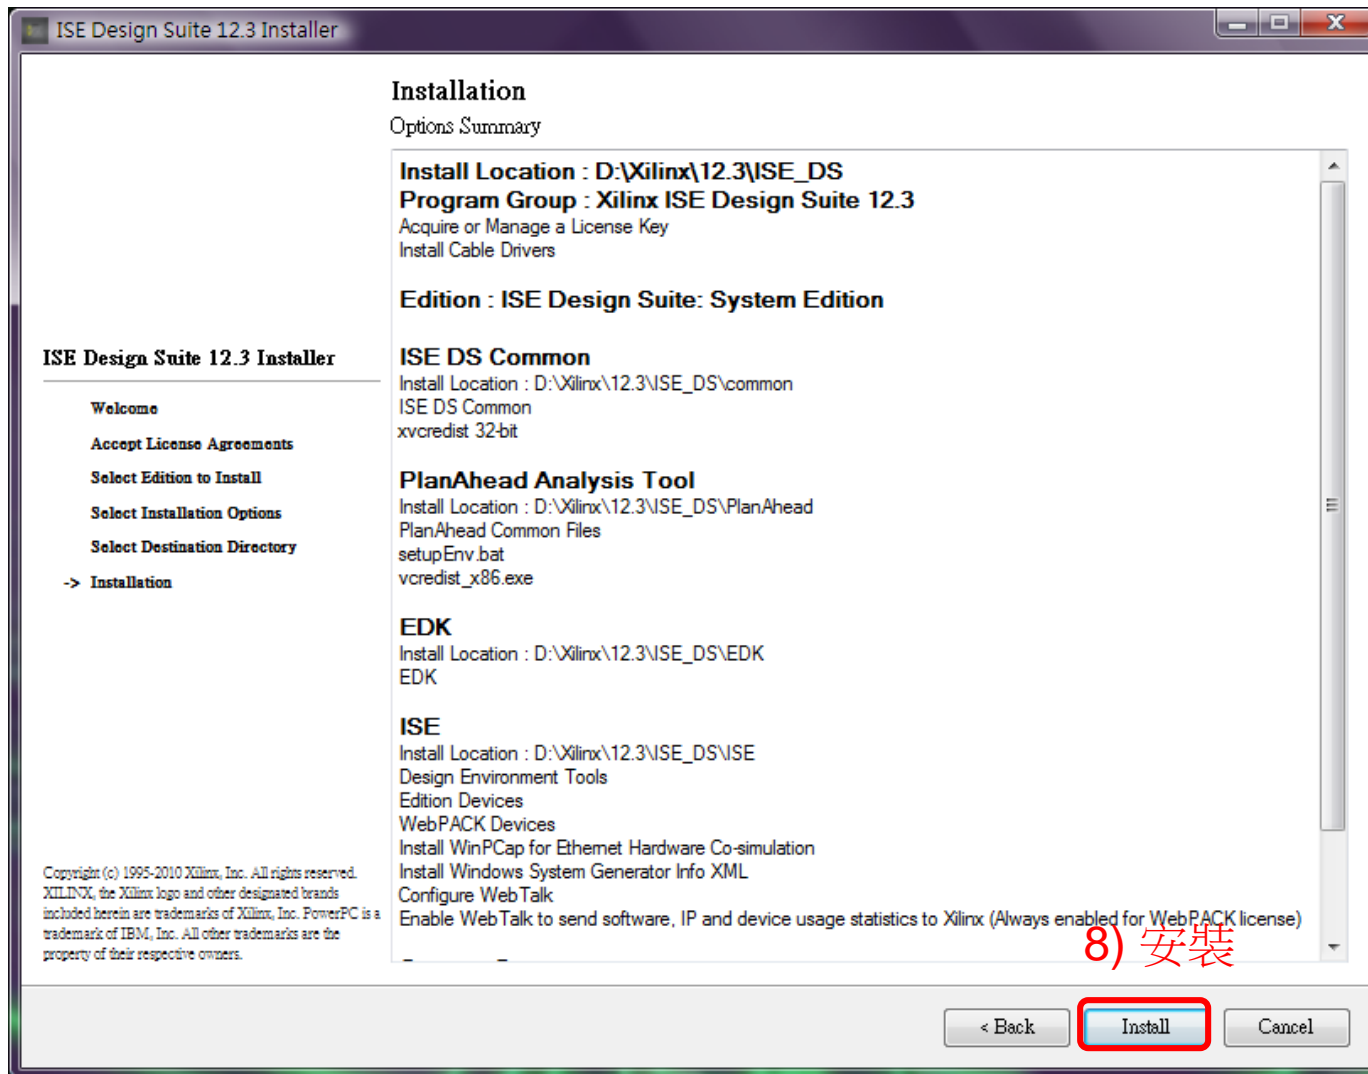 ISE Design Suite 12.3 Installer
Installation
Options Summary
Install Location : D:\Xilinx\12.3\ISE_DS
Program Group : Xilinx ISE Design Suite 12.3
Acquire or Manage a License Key
Install Cable Drivers
Edition : ISE Design Suite: System Edition
ISE DS Common
Install Location : D:\Xilinx\12.3\ISE_DS\common
ISE DS Common
xvcredist 32-bit
PlanAhead Analysis Tool
Install Location : D:\Xilinx\12.3\ISE_DS\PlanAhead
PlanAhead Common Files
setupEnv.bat
vcredist_x86.exe
EDK
Install Location : D:\Xilinx\12.3\ISE_DS\EDK
EDK
ISE
Install Location : D:\Xilinx\12.3\ISE_DS\ISE
Design Environment Tools
Edition Devices
WebPACK Devices
Install WinPCap for Ethernet Hardware Co-simulation
Install Windows System Generator Info XML
Configure WebTalk
Enable WebTalk to send software, IP and device usage statistics to Xilinx (Always enabled for WebPACK license)
ISE Design Suite 12.3 Installer
Welcome
Accept License Agreements
Select Edition to Install
Select Installation Options
Select Destination Directory
-> Installation
Copyright (c) 1995-2010 Xilinx, Inc. All rights reserved.
XILINX, the Xilinx logo and other designated brands
included herein are trademarks of Xilinx, Inc. PowerPC is a
trademark of IBM, Inc. All other trademarks are the
property of their respective owners.
8) 安裝
< Back
Install
Cancel